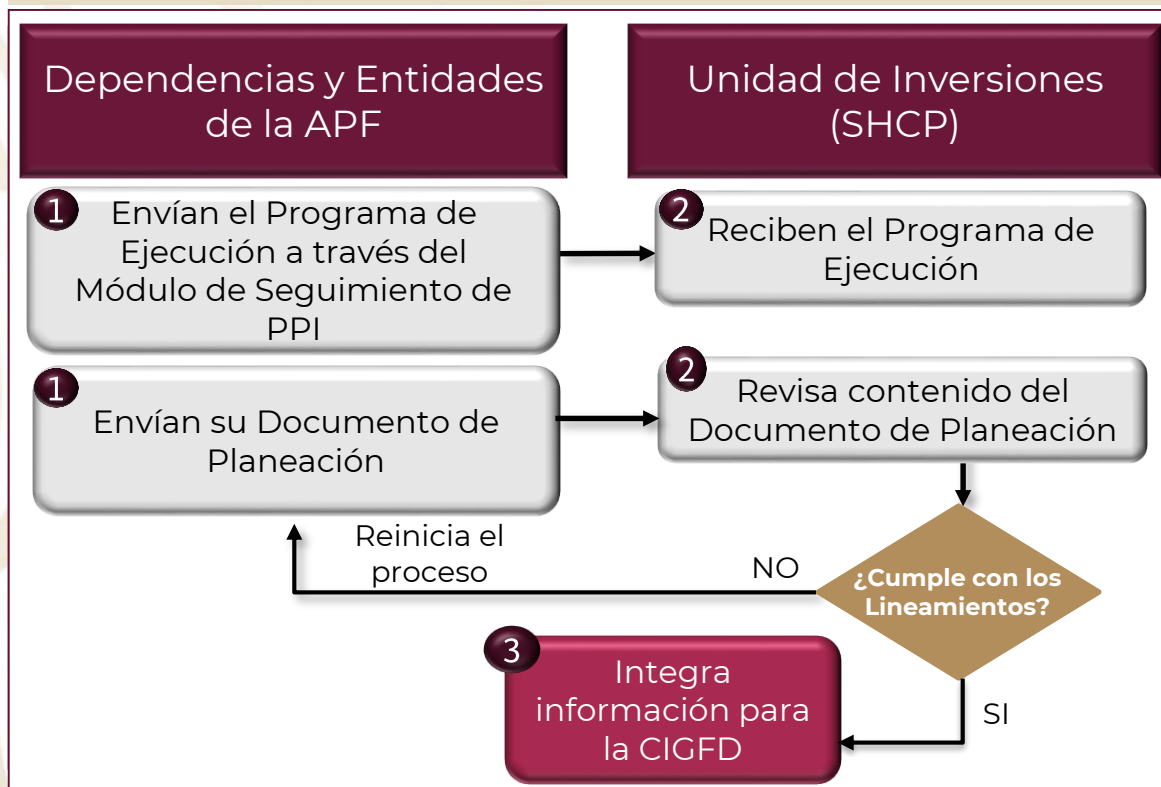 Dependencias y Entidades
de la APF
Unidad de Inversiones
(SHCP)
1
Envían el Programa de
Ejecución a través del
Módulo de Seguimiento de
PPI
2
Reciben el Programa de
Ejecución
1
Envían su Documento de
Planeación
2
Revisa contenido del
Documento de Planeación
Reinicia el
proceso
NO
¿Cumple con los
Lineamientos?
3
Integra
información para
la CIGFD
SI